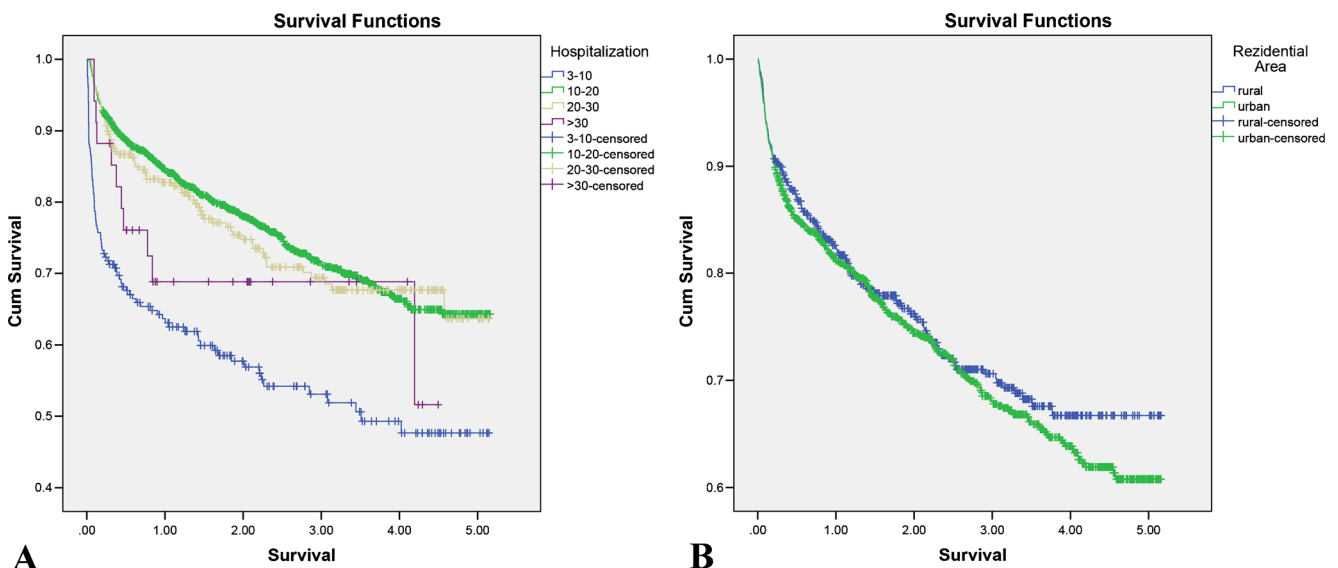 Survival Functions
Cum Survival
1.0
0.9
0.8
0.7
0.6
0.5
0.4
.00 1.00 2.00 3.00 4.00 5.00
Survival
Hospitalization
3-10
10-20
20-30
>30
3-10-censored
10-20-censored
20-30-censored
>30-censored
A
Survival Functions
Cum Survival
1.0
0.9
0.8
0.7
0.6
.00 1.00 2.00 3.00 4.00 5.00
Survival
Rezidential
Area
rural
urban
rural-censored
urban-censored
B